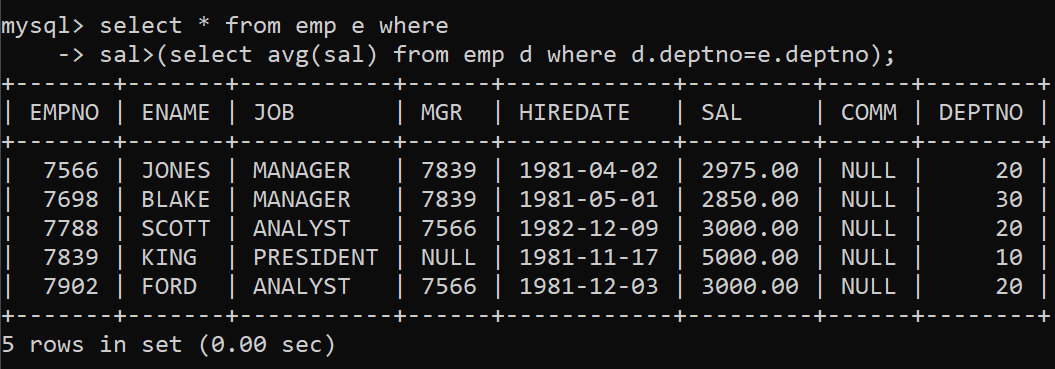 mysql> select * from emp e where
    -> sal>(select avg(sal) from emp d where d.deptno=e.deptno);
+-------+-------+-----------+------+------------+---------+------+--------+
| EMPNO | ENAME | JOB       | MGR  | HIREDATE   | SAL     | COMM | DEPTNO |
+-------+-------+-----------+------+------------+---------+------+--------+
|  7566 | JONES | MANAGER   | 7839 | 1981-04-02 | 2975.00 | NULL |     20 |
|  7698 | BLAKE | MANAGER   | 7839 | 1981-05-01 | 2850.00 | NULL |     30 |
|  7788 | SCOTT | ANALYST   | 7566 | 1982-12-09 | 3000.00 | NULL |     20 |
|  7839 | KING  | PRESIDENT | NULL | 1981-11-17 | 5000.00 | NULL |     10 |
|  7902 | FORD  | ANALYST   | 7566 | 1981-12-03 | 3000.00 | NULL |     20 |
+-------+-------+-----------+------+------------+---------+------+--------+
5 rows in set (0.00 sec)